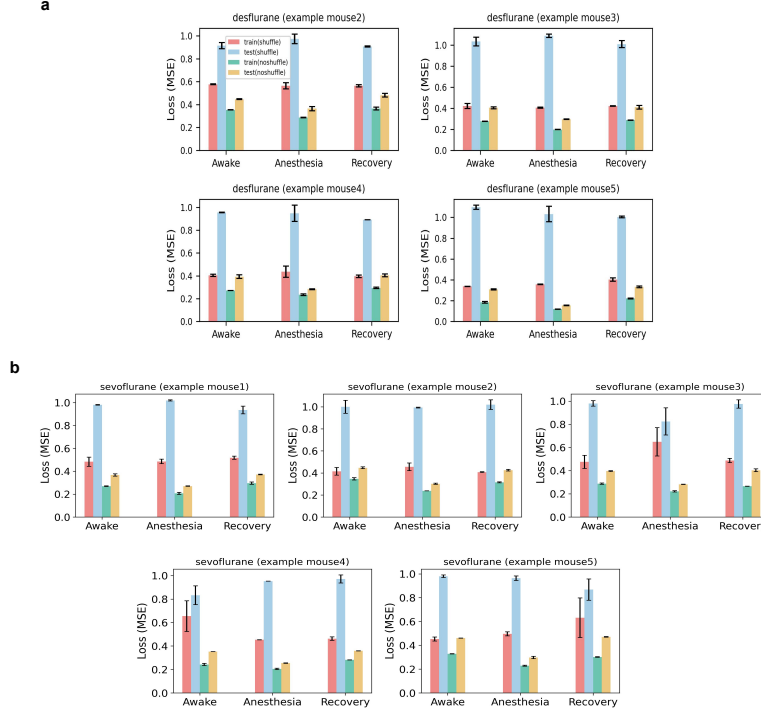 a
desflurane (example mouse2)
Loss (MSE)
1.0
0.8
0.6
0.4
0.2
0.0
train(shuffle)
test(shuffle)
train(noshuffle)
test(noshuffle)
Awake
Anesthesia
Recovery
desflurane (example mouse3)
Loss (MSE)
1.0
0.8
0.6
0.4
0.2
0.0
Awake
Anesthesia
Recovery
desflurane (example mouse4)
Loss (MSE)
1.0
0.8
0.6
0.4
0.2
0.0
Awake
Anesthesia
Recovery
desflurane (example mouse5)
Loss (MSE)
1.0
0.8
0.6
0.4
0.2
0.0
Awake
Anesthesia
Recovery
b
sevoflurane (example mouse1)
Loss (MSE)
1.0
0.8
0.6
0.4
0.2
0.0
Awake
Anesthesia
Recovery
sevoflurane (example mouse2)
Loss (MSE)
1.0
0.8
0.6
0.4
0.2
0.0
Awake
Anesthesia
Recovery
sevoflurane (example mouse3)
Loss (MSE)
1.0
0.8
0.6
0.4
0.2
0.0
Awake
Anesthesia
Recover
sevoflurane (example mouse4)
Loss (MSE)
1.0
0.8
0.6
0.4
0.2
0.0
Awake
Anesthesia
Recovery
sevoflurane (example mouse5)
Loss (MSE)
1.0
0.8
0.6
0.4
0.2
0.0
Awake
Anesthesia
Recovery